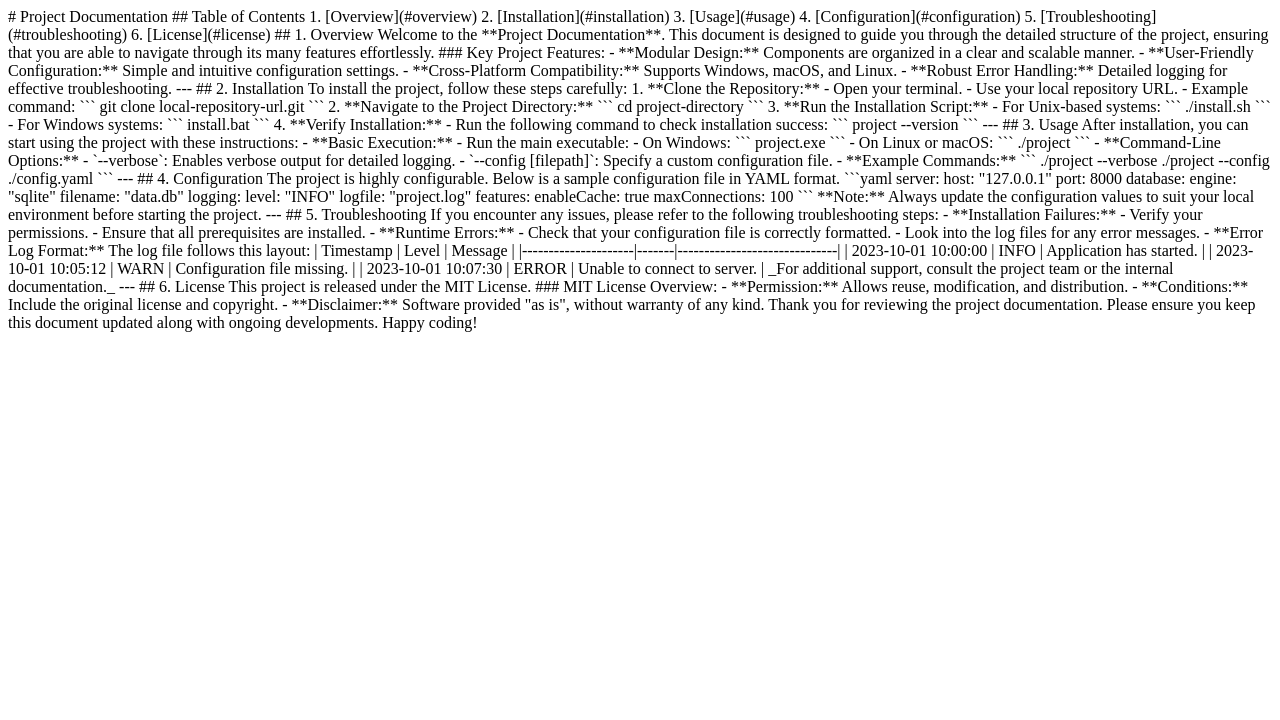 # Project Documentation ## Table of Contents 1. [Overview](#overview) 2. [Installation](#installation) 3. [Usage](#usage) 4. [Configuration](#configuration) 5. [Troubleshooting]
(#troubleshooting) 6. [License](#license) ## 1. Overview Welcome to the **Project Documentation**. This document is designed to guide you through the detailed structure of the project, ensuring
that you are able to navigate through its many features effortlessly. ### Key Project Features: - **Modular Design:** Components are organized in a clear and scalable manner. - **User-Friendly
Configuration:** Simple and intuitive configuration settings. - **Cross-Platform Compatibility:** Supports Windows, macOS, and Linux. - **Robust Error Handling:** Detailed logging for
effective troubleshooting. --- ## 2. Installation To install the project, follow these steps carefully: 1. **Clone the Repository:** - Open your terminal. - Use your local repository URL. - Example
command: ``` git clone local-repository-url.git ``` 2. **Navigate to the Project Directory:** ``` cd project-directory ``` 3. **Run the Installation Script:** - For Unix-based systems: ``` ./install.sh ```
- For Windows systems: ``` install.bat ``` 4. **Verify Installation:** - Run the following command to check installation success: ``` project --version ``` --- ## 3. Usage After installation, you can
start using the project with these instructions: - **Basic Execution:** - Run the main executable: - On Windows: ``` project.exe ``` - On Linux or macOS: ``` ./project ``` - **Command-Line
Options:** - `--verbose`: Enables verbose output for detailed logging. - `--config [filepath]`: Specify a custom configuration file. - **Example Commands:** ``` ./project --verbose ./project --config
./config.yaml ``` --- ## 4. Configuration The project is highly configurable. Below is a sample configuration file in YAML format. ```yaml server: host: "127.0.0.1" port: 8000 database: engine:
"sqlite" filename: "data.db" logging: level: "INFO" logfile: "project.log" features: enableCache: true maxConnections: 100 ``` **Note:** Always update the configuration values to suit your local
environment before starting the project. --- ## 5. Troubleshooting If you encounter any issues, please refer to the following troubleshooting steps: - **Installation Failures:** - Verify your
permissions. - Ensure that all prerequisites are installed. - **Runtime Errors:** - Check that your configuration file is correctly formatted. - Look into the log files for any error messages. - **Error
Log Format:** The log file follows this layout: | Timestamp | Level | Message | |---------------------|-------|------------------------------| | 2023-10-01 10:00:00 | INFO | Application has started. | | 2023-
10-01 10:05:12 | WARN | Configuration file missing. | | 2023-10-01 10:07:30 | ERROR | Unable to connect to server. | _For additional support, consult the project team or the internal
documentation._ --- ## 6. License This project is released under the MIT License. ### MIT License Overview: - **Permission:** Allows reuse, modification, and distribution. - **Conditions:**
Include the original license and copyright. - **Disclaimer:** Software provided "as is", without warranty of any kind. Thank you for reviewing the project documentation. Please ensure you keep
this document updated along with ongoing developments. Happy coding!